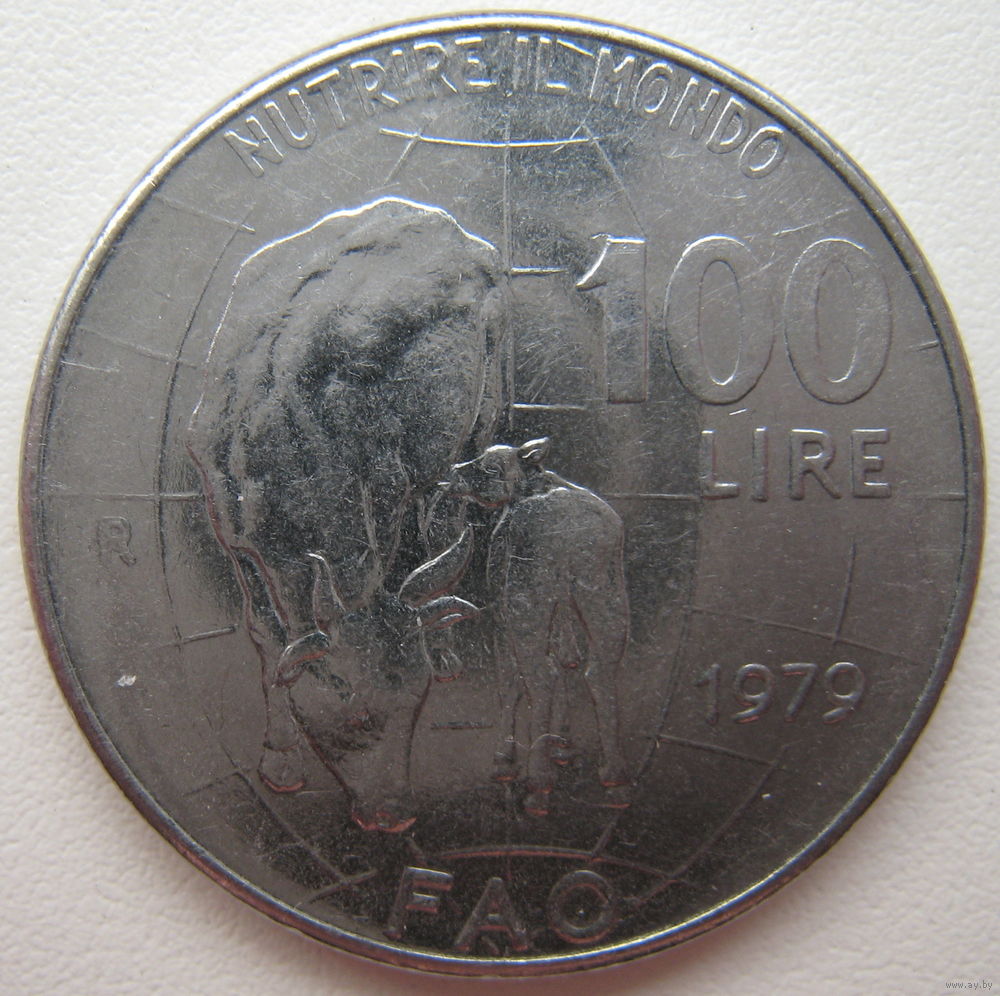 NUTRIRE IL MONDO
100
LIRE
R
1979
FAO
www.ay.by